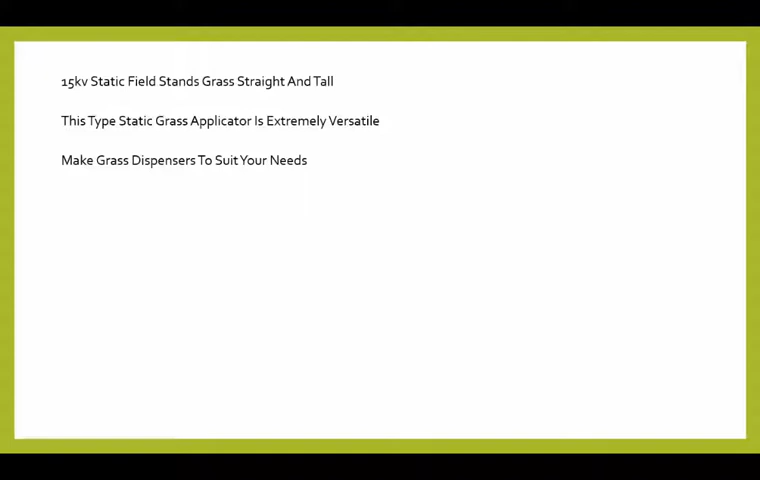 15kv Static Field Stands Grass Straight And Tall
This Type Static Grass Applicator Is Extremely Versatile
Make Grass Dispensers To Suit Your Needs